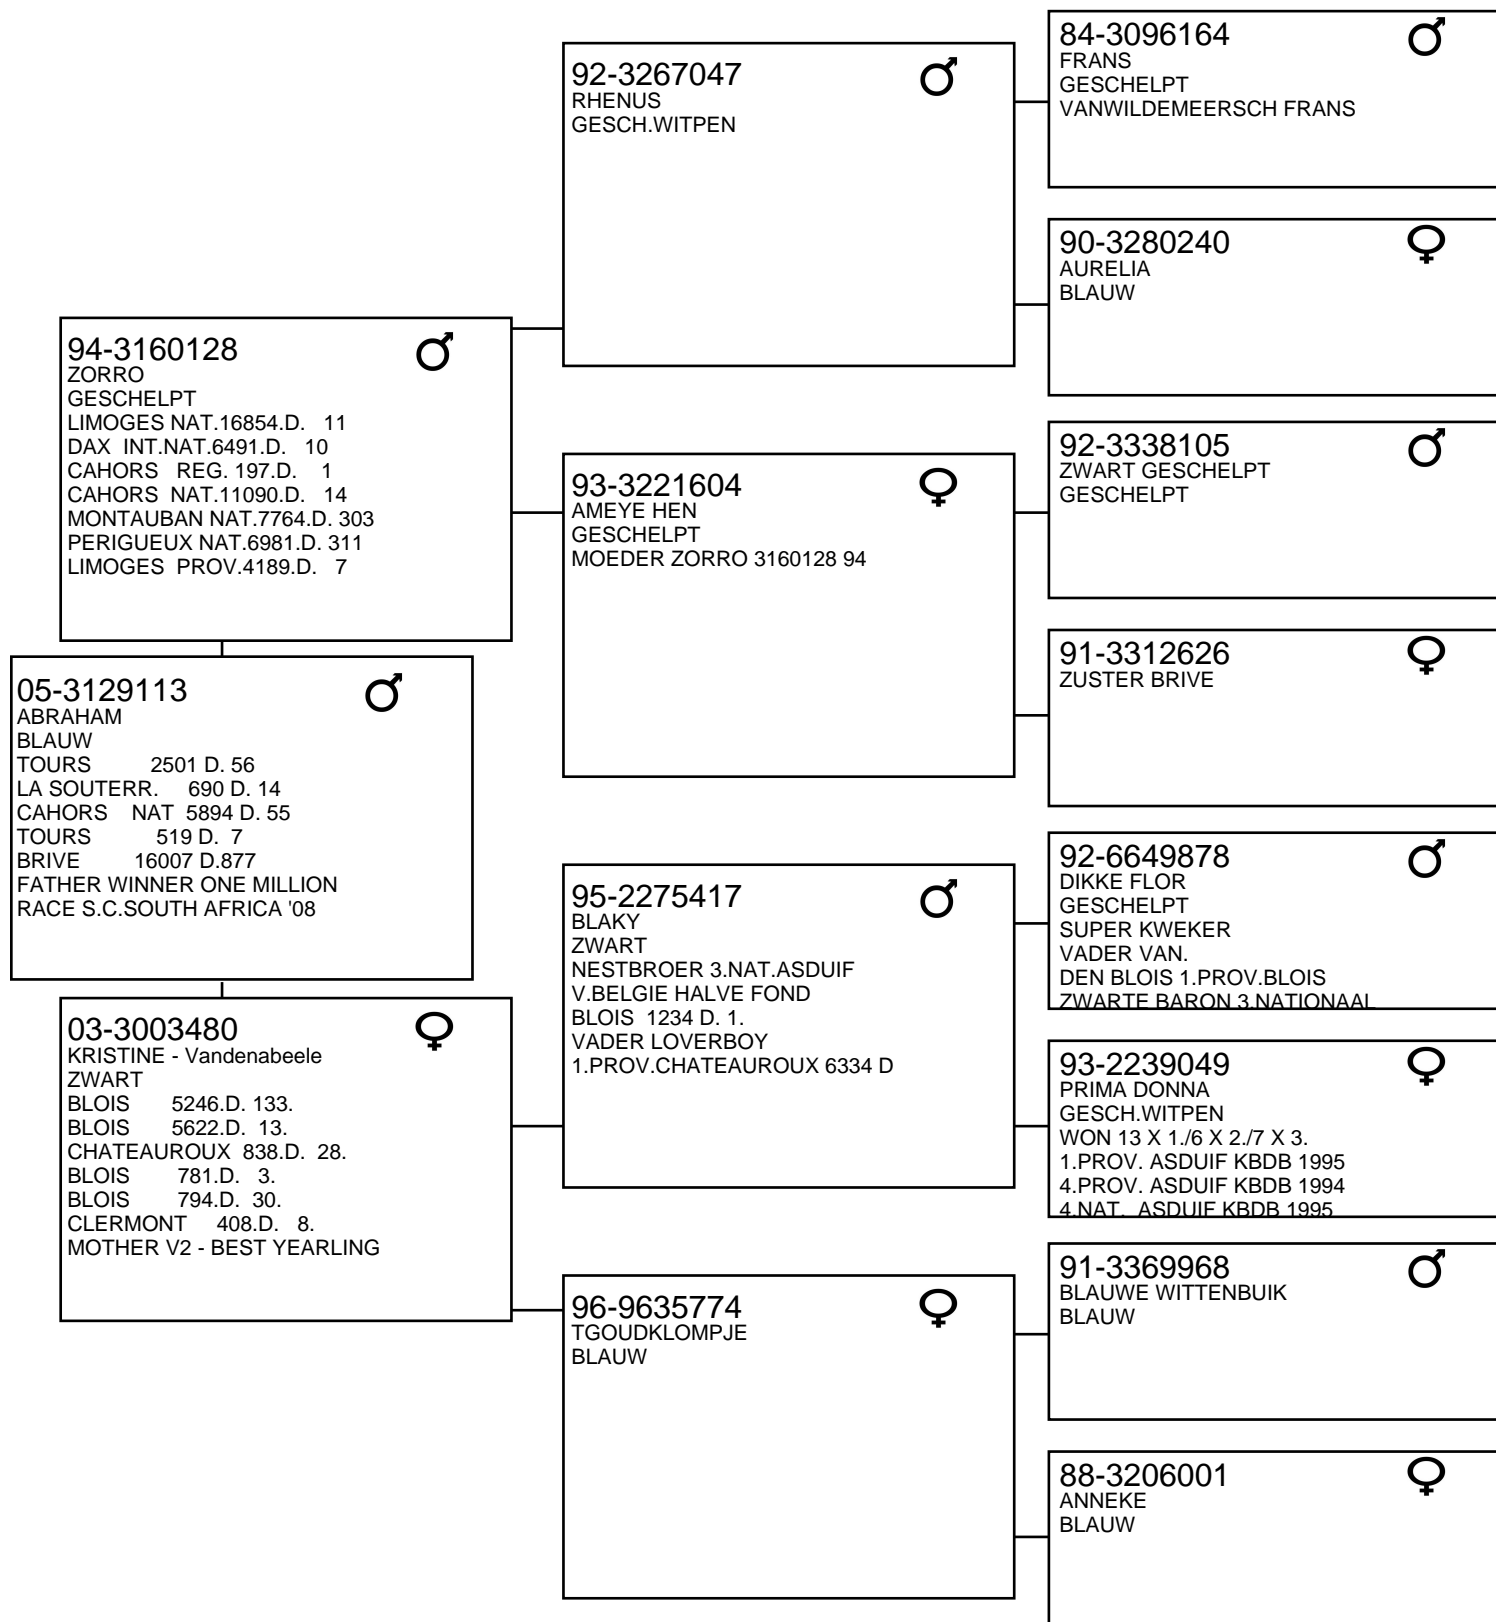 84-3096164
FRANS
GESCHELPT
VANWILDEMEERSCH FRANS
92-3267047
RHENUS
GESCH.WITPEN
90-3280240
AURELIA
BLAUW
94-3160128
ZORRO
GESCHELPT
LIMOGES NAT.16854.D. 11
DAX INT.NAT.6491.D. 10
CAHORS REG. 197.D. 1
CAHORS NAT.11090.D. 14
MONTAUBAN NAT.7764.D. 303
PERIGUEUX NAT.6981.D. 311
LIMOGES PROV.4189.D. 7
92-3338105
ZWART GESCHELPT
GESCHELPT
93-3221604
AMEYE HEN
GESCHELPT
MOEDER ZORRO 3160128 94
91-3312626
ZUSTER BRIVE
05-3129113
ABRAHAM
BLAUW
TOURS 2501 D. 56
LA SOUTERR. 690 D. 14
CAHORS NAT 5894 D. 55
TOURS 519 D. 7
BRIVE 16007 D.877
FATHER WINNER ONE MILLION
RACE S.C.SOUTH AFRICA '08
92-6649878
DIKKE FLOR
GESCHELPT
SUPER KWEKER
VADER VAN.
DEN BLOIS 1.PROV.BLOIS
ZWARTE BARON 3.NATIONAAL
95-2275417
BLAKY
ZWART
NESTBROER 3.NAT.ASDUIF
V.BELGIE HALVE FOND
BLOIS 1234 D. 1.
VADER LOVERBOY
1.PROV.CHATEAUROUX 6334 D
93-2239049
PRIMA DONNA
GESCH.WITPEN
WON 13 X 1./6 X 2./7 X 3.
1.PROV. ASDUIF KBDB 1995
4.PROV. ASDUIF KBDB 1994
4.NAT. ASDUIF KBDB 1995
03-3003480
KRISTINE - Vandenabeele
ZWART
BLOIS 5246.D. 133.
BLOIS 5622.D. 13.
CHATEAUROUX 838.D. 28.
BLOIS 781.D. 3.
BLOIS 794.D. 30.
CLERMONT 408.D. 8.
MOTHER V2 - BEST YEARLING
91-3369968
BLAUWE WITTENBUIK
BLAUW
96-9635774
TGOUDKLOMPJE
BLAUW
88-3206001
ANNEKE
BLAUW